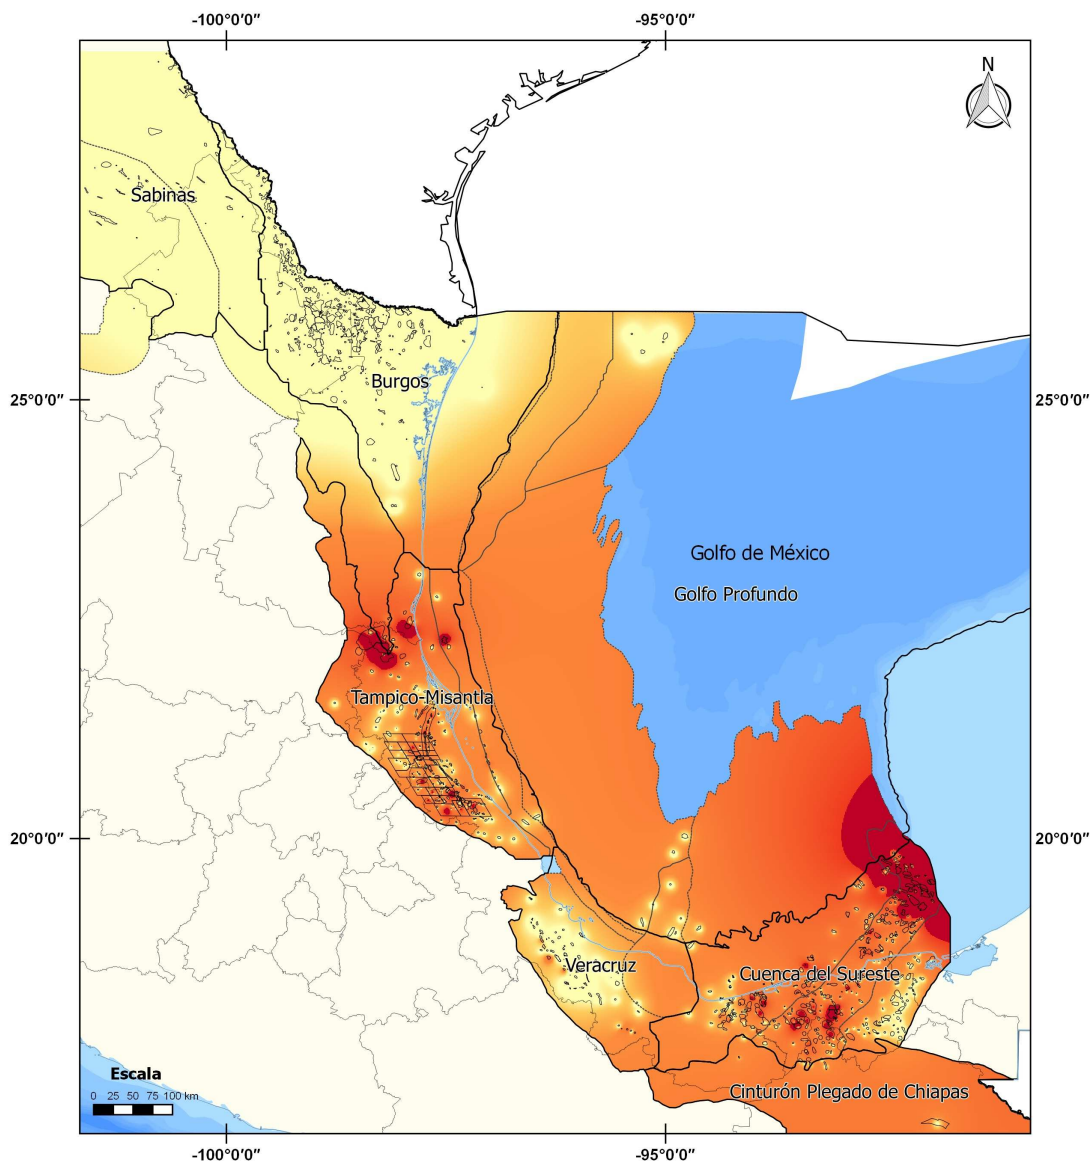 -100°0'0" -95°0'0"
N
Sabinas
Burgos
25°0'0" 25°0'0"
Golfo de México
Golfo Profundo
Tampico-Misantla
20°0'0" 20°0'0"
Veracruz
Cuenca del Sureste
Escala
0 25 50 75 100 km
Cinturón Plegado de Chiapas
-100°0'0" -95°0'0"